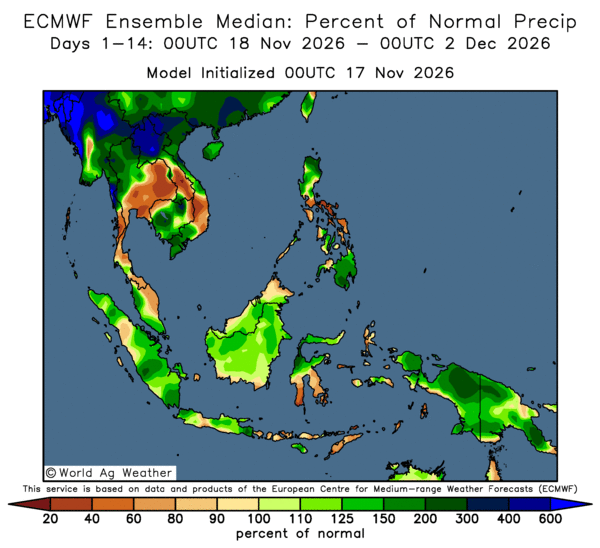 ECMWF Ensemble Median: Percent of Normal Precip
Days 1-14: 00UTC 18 Nov 2026 - 00UTC 2 Dec 2026
Model Initialized 00UTC 17 Nov 2026
© World Ag Weather
This service is based on data and products of the European Centre for Medium-range Weather Forecasts (ECMWF)
20 40 60 80 90 100 110 125 150 200 300 400 600
percent of normal